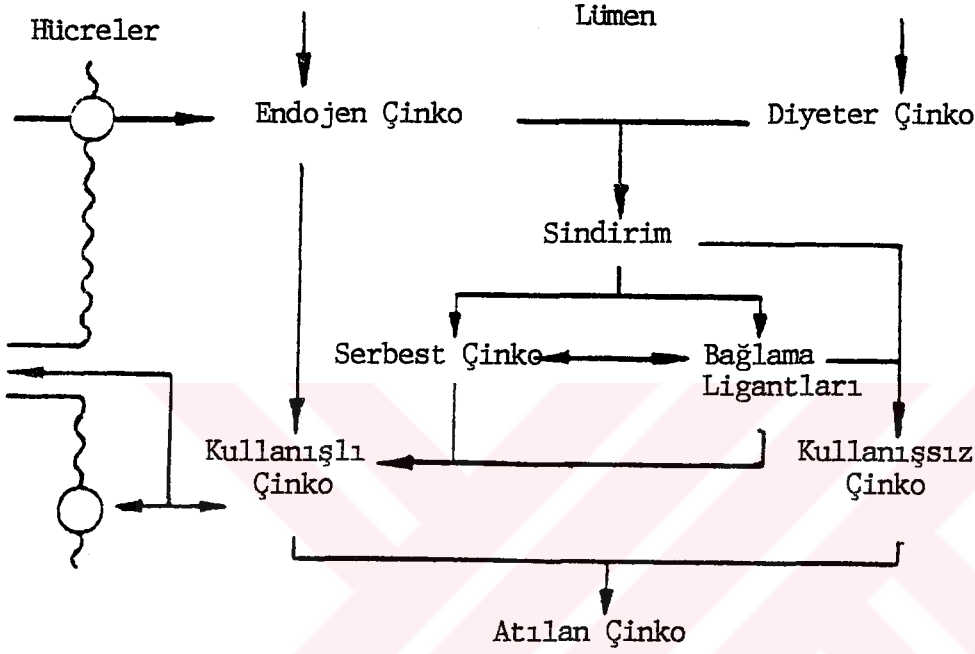 Hücreler
Lümen
Endojen Çinko
Diyeter Çinko
Sindirim
Serbest Çinko
Bağlama
Ligantları
Kullanışlı
Çinko
Kullanışsız
Çinko
Atılan Çinko